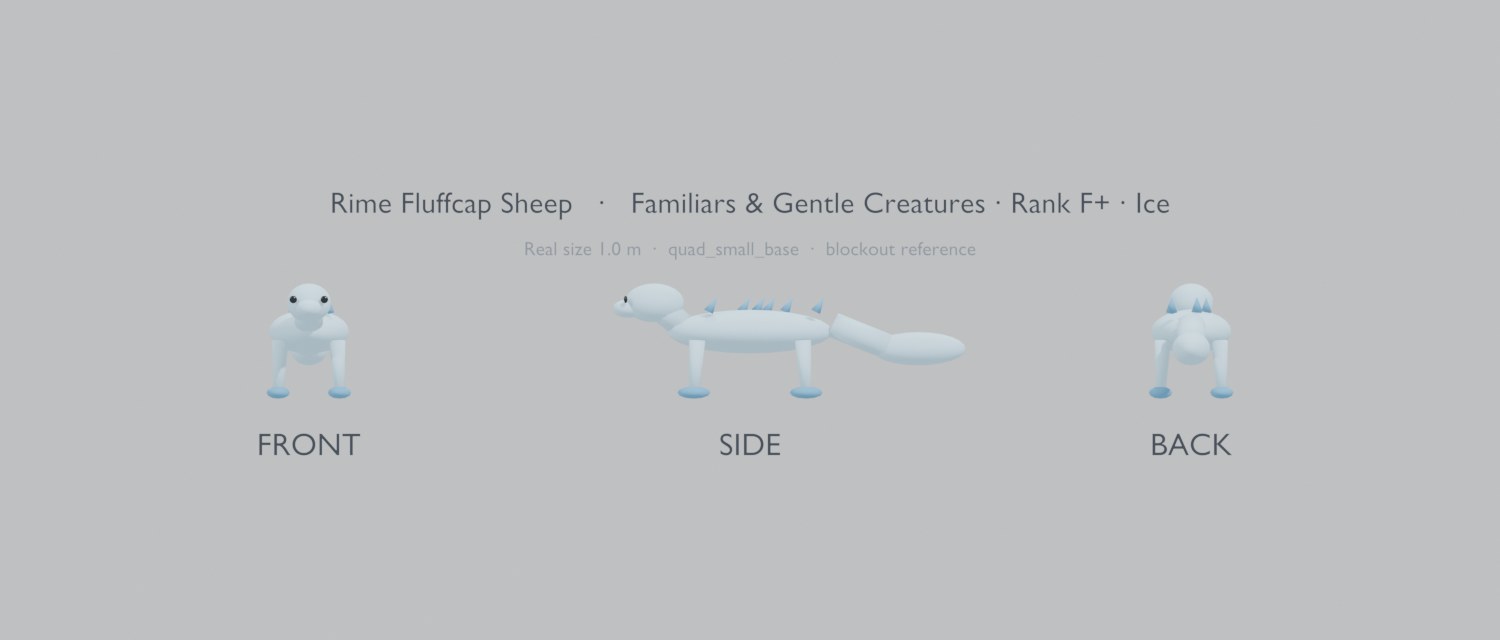 Rime Fluffcap Sheep · Familiars & Gentle Creatures · Rank F+ · Ice
Real size 1.0 m · quad_small_base · blockout reference
FRONT
SIDE
BACK